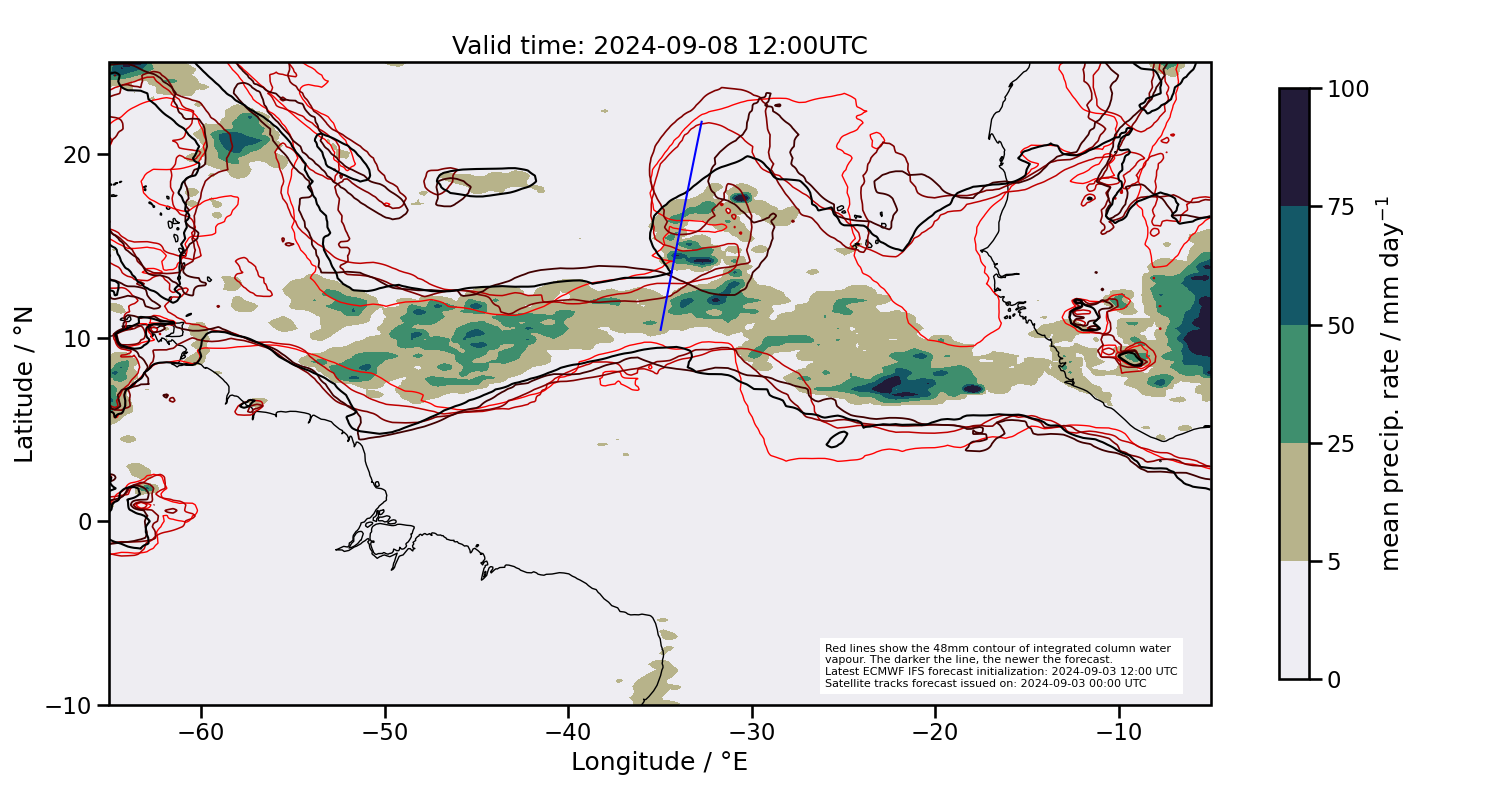 Valid time: 2024-09-08 12:00UTC
20
10
0
−10
Latitude / °N
−60
−50
−40
−30
−20
−10
Longitude / °E
Red lines show the 48mm contour of integrated column water
vapour. The darker the line, the newer the forecast.
Latest ECMWF IFS forecast initialization: 2024-09-03 12:00 UTC
Satellite tracks forecast issued on: 2024-09-03 00:00 UTC
100
75
50
25
5
0
mean precip. rate / mm day⁻¹